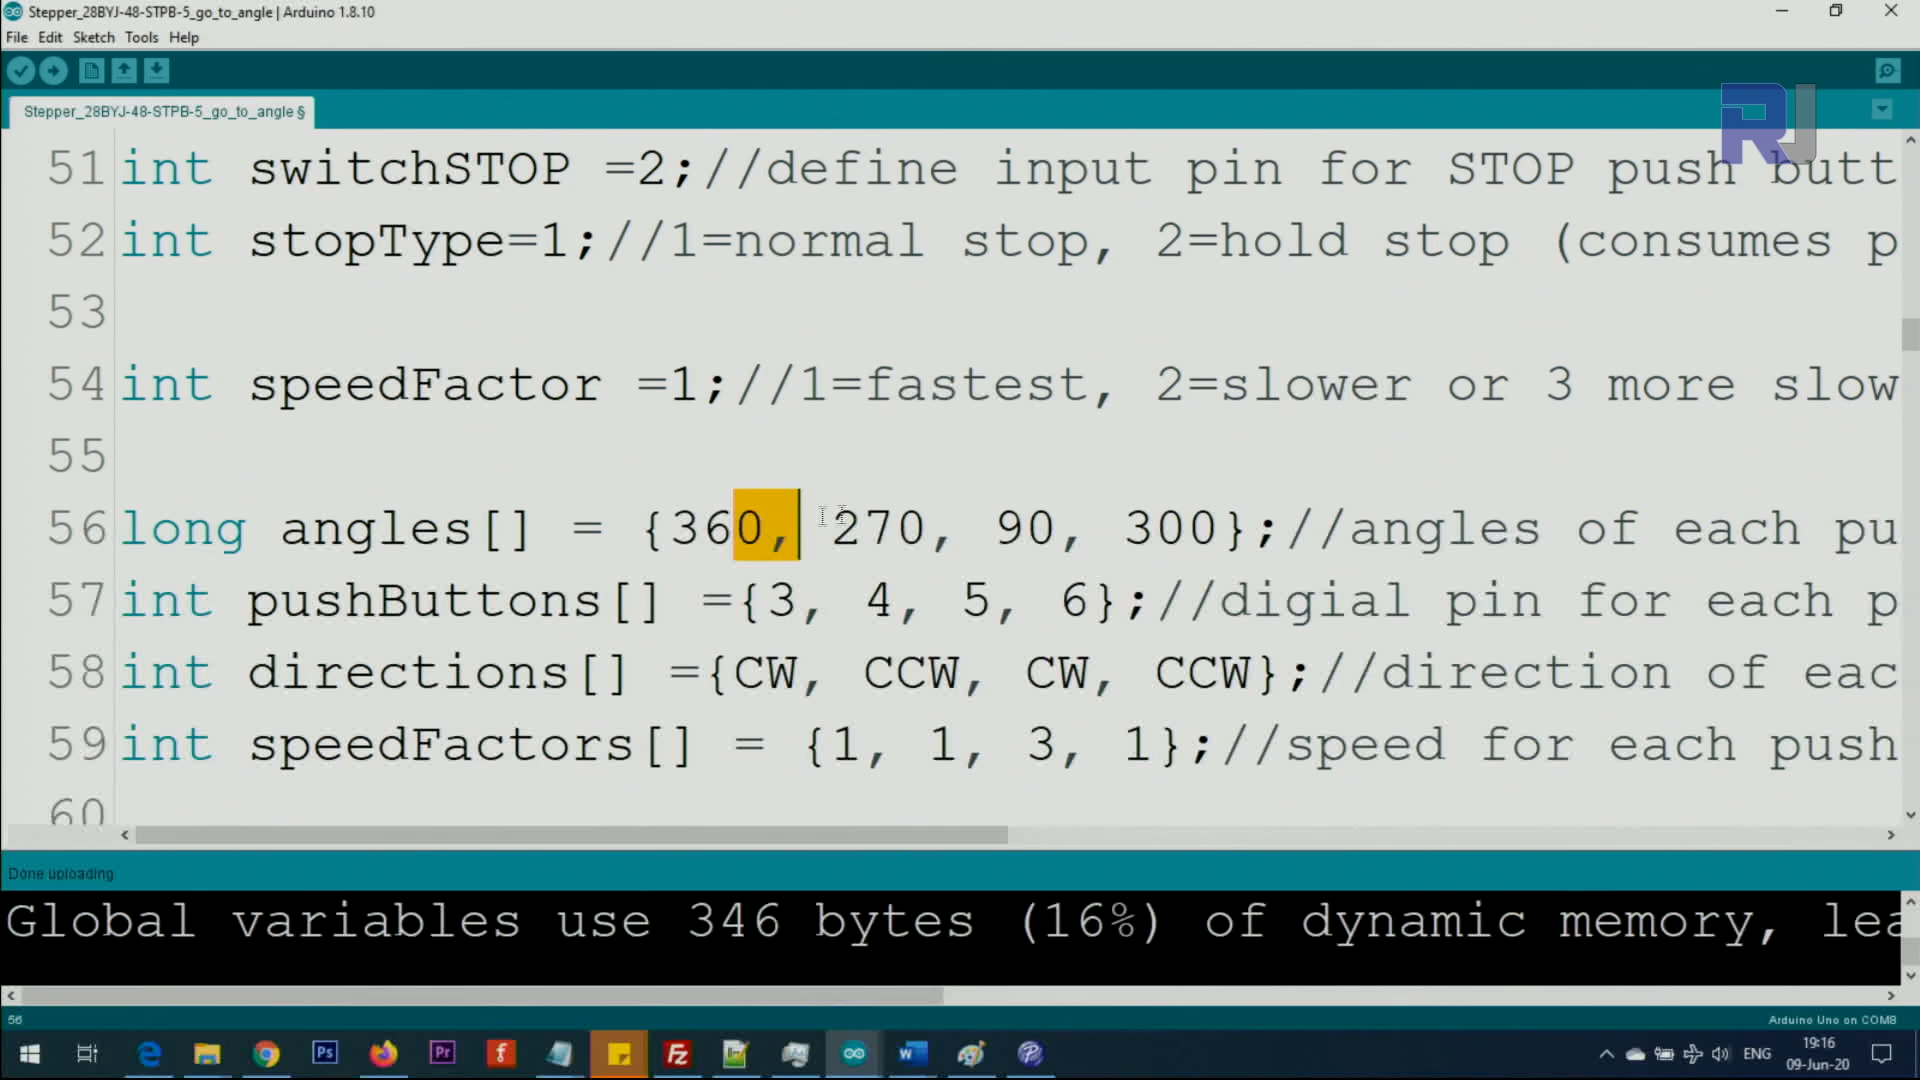 Stepper_28BYJ-48-STPB-5_go_to_angle | Arduino 1.8.10
File Edit Sketch Tools Help
Stepper_28BYJ-48-STPB-5_go_to_angle §
RJ
51 int switchSTOP =2;//define input pin for STOP push butt
52 int stopType=1;//1=normal stop, 2=hold stop (consumes p
53
54 int speedFactor =1;//1=fastest, 2=slower or 3 more slow
55
56 long angles[] = {360, 270, 90, 300};//angles of each pu
57 int pushButtons[] ={3, 4, 5, 6};//digial pin for each p
58 int directions[] ={CW, CCW, CW, CCW};//direction of eac
59 int speedFactors[] = {1, 1, 3, 1};//speed for each push
60
Done uploading
Global variables use 346 bytes (16%) of dynamic memory, lea
56
Arduino Uno on COM8
Ps Pr f Fz W
ENG
19:16
09-Jun-20